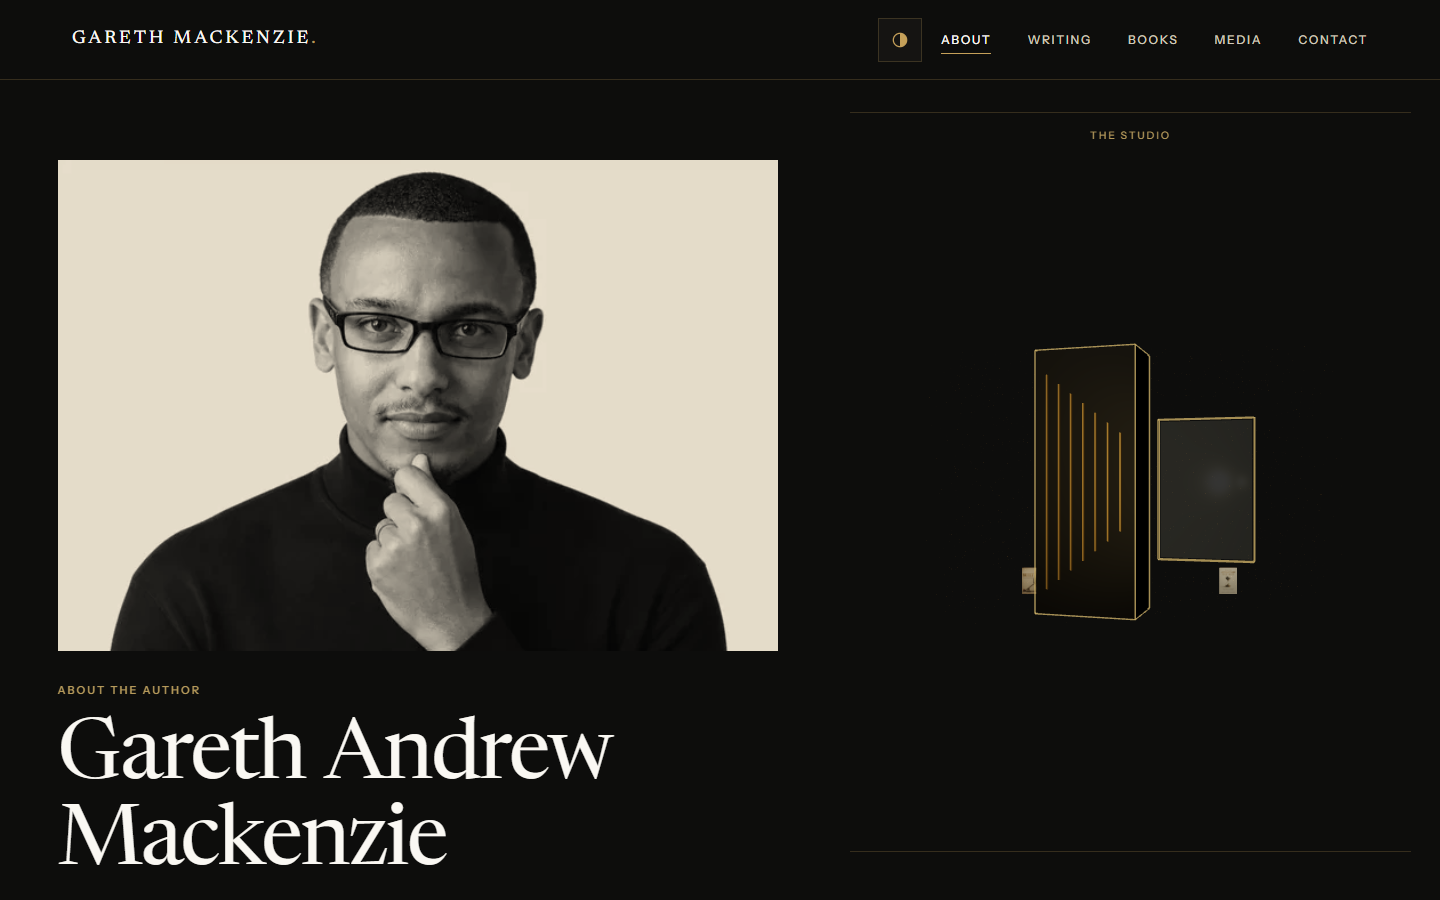 GARETH MACKENZIE.
ABOUT
WRITING
BOOKS
MEDIA
CONTACT
THE STUDIO
ABOUT THE AUTHOR
Gareth Andrew
Mackenzie